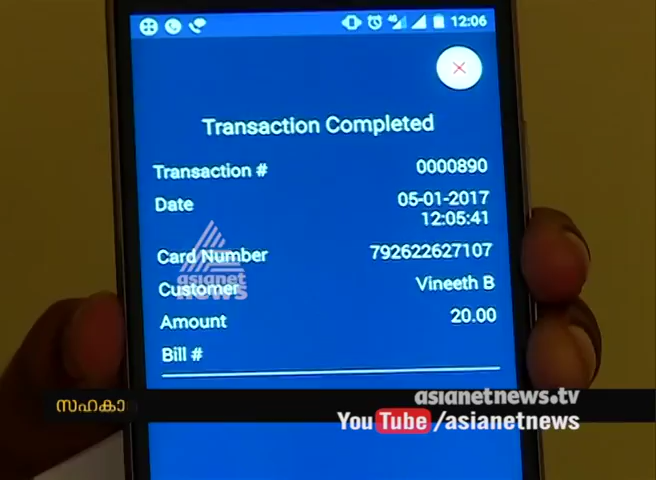 12:06
Transaction Completed
Transaction # 0000890
Date 05-01-2017
12:05:41
Card Number 792622627107
asianet
news
Customer Vineeth B
Amount 20.00
Bill #
സഹകാ
asianetnews.tv
YouTube /asianetnews